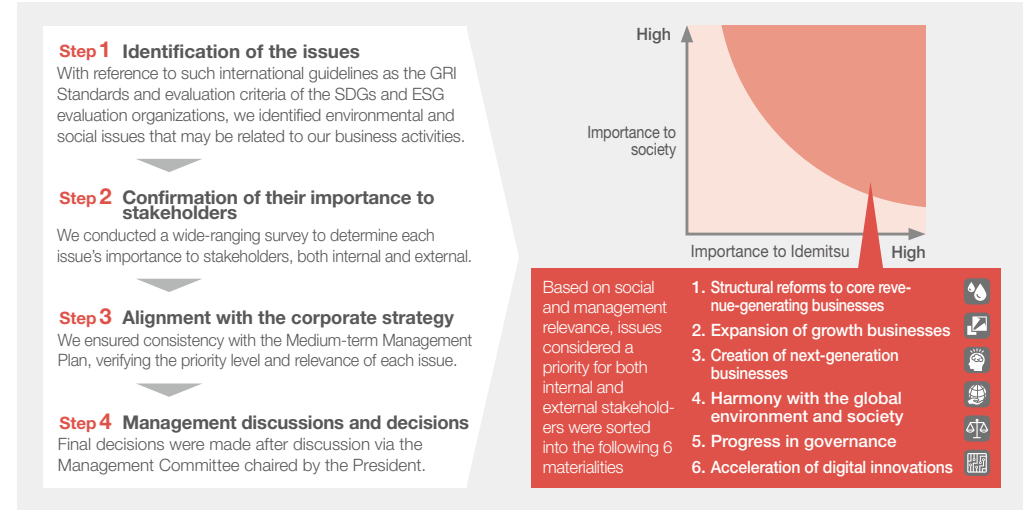 Step 1 Identification of the issues
With reference to such international guidelines as the GRI
Standards and evaluation criteria of the SDGs and ESG
evaluation organizations, we identified environmental and
social issues that may be related to our business activities.
Step 2 Confirmation of their importance to
stakeholders
We conducted a wide-ranging survey to determine each
issue's importance to stakeholders, both internal and external.
Step 3 Alignment with the corporate strategy
We ensured consistency with the Medium-term Management
Plan, verifying the priority level and relevance of each issue.
Step 4 Management discussions and decisions
Final decisions were made after discussion via the
Management Committee chaired by the President.
High
Importance to
society
Importance to Idemitsu
High
Based on social
and management
relevance, issues
considered a
priority for both
internal and
external stakehold-
ers were sorted
into the following 6
materialities
1. Structural reforms to core reve-
nue-generating businesses
2. Expansion of growth businesses
3. Creation of next-generation
businesses
4. Harmony with the global
environment and society
5. Progress in governance
6. Acceleration of digital innovations